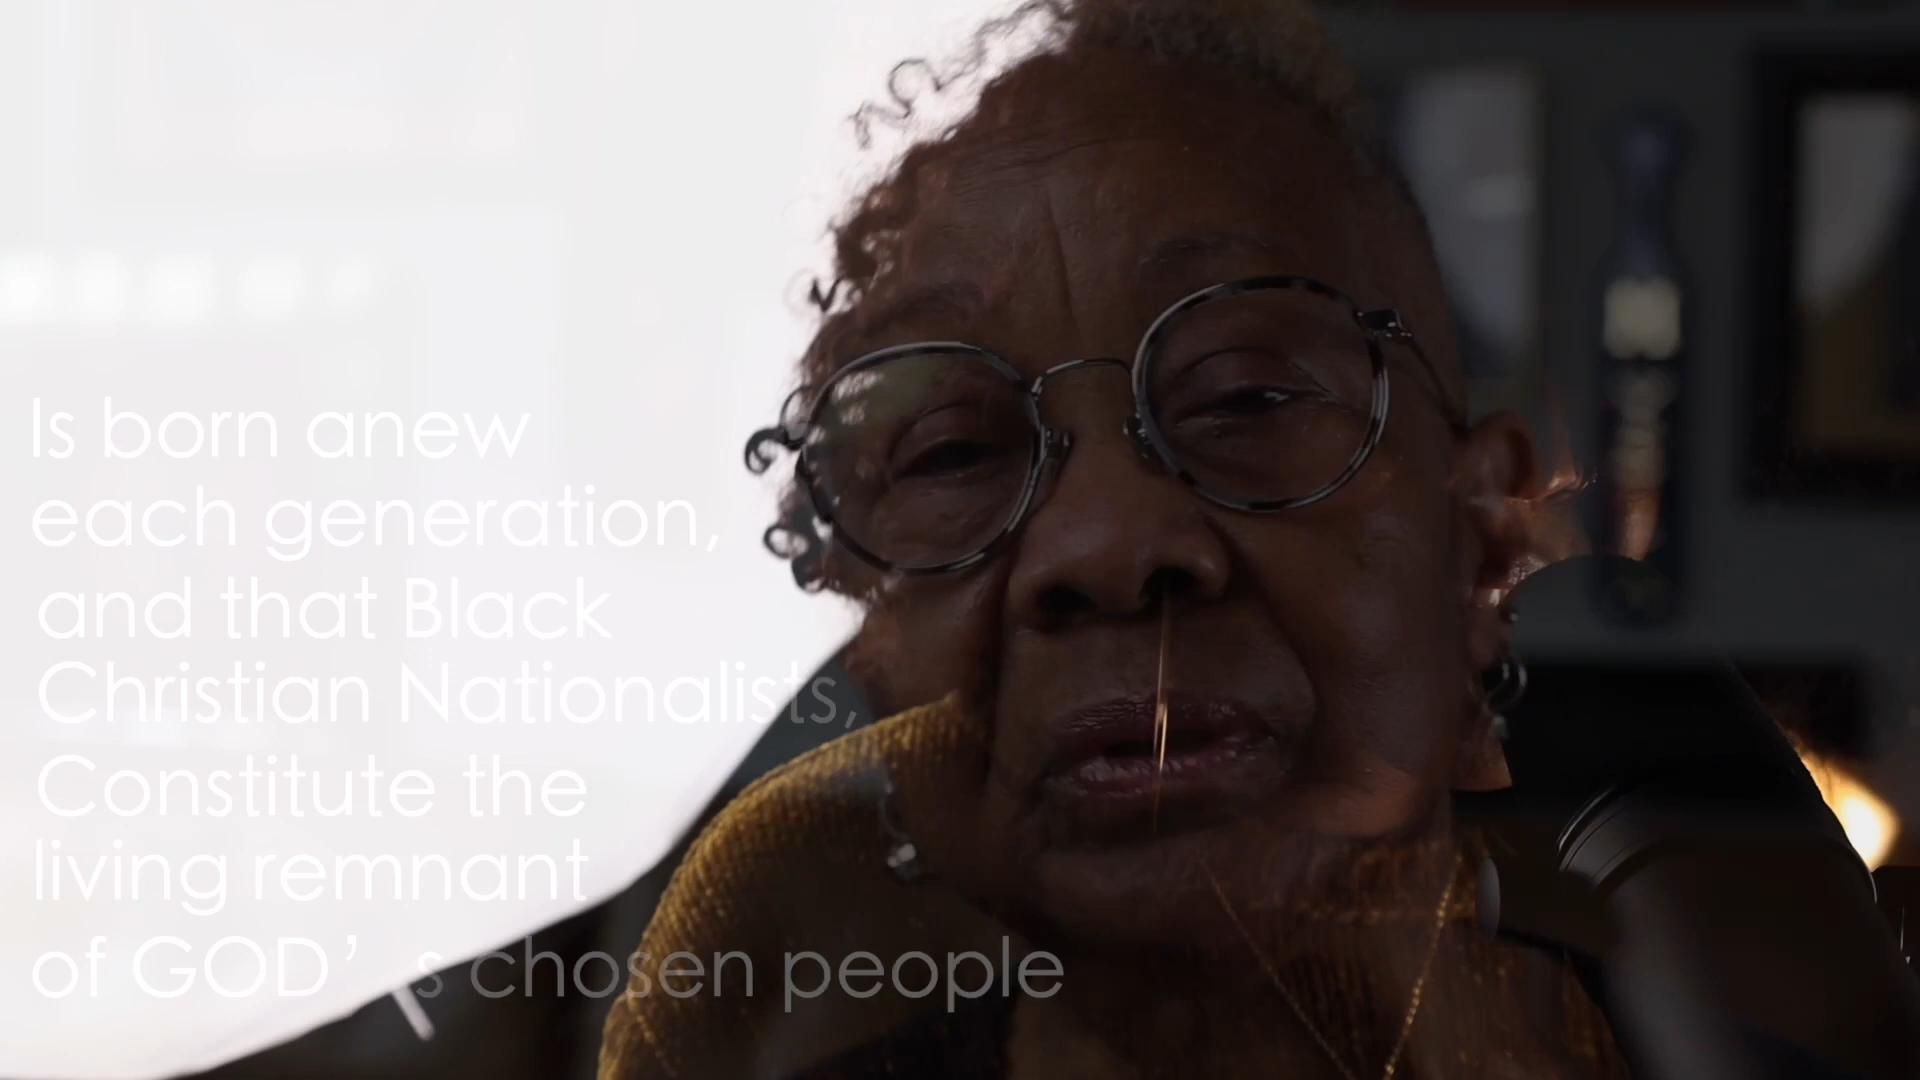 Is born anew
each generation,
and that Black
Christian Nationalists,
Constitute the
living remnant
of GOD’s chosen people